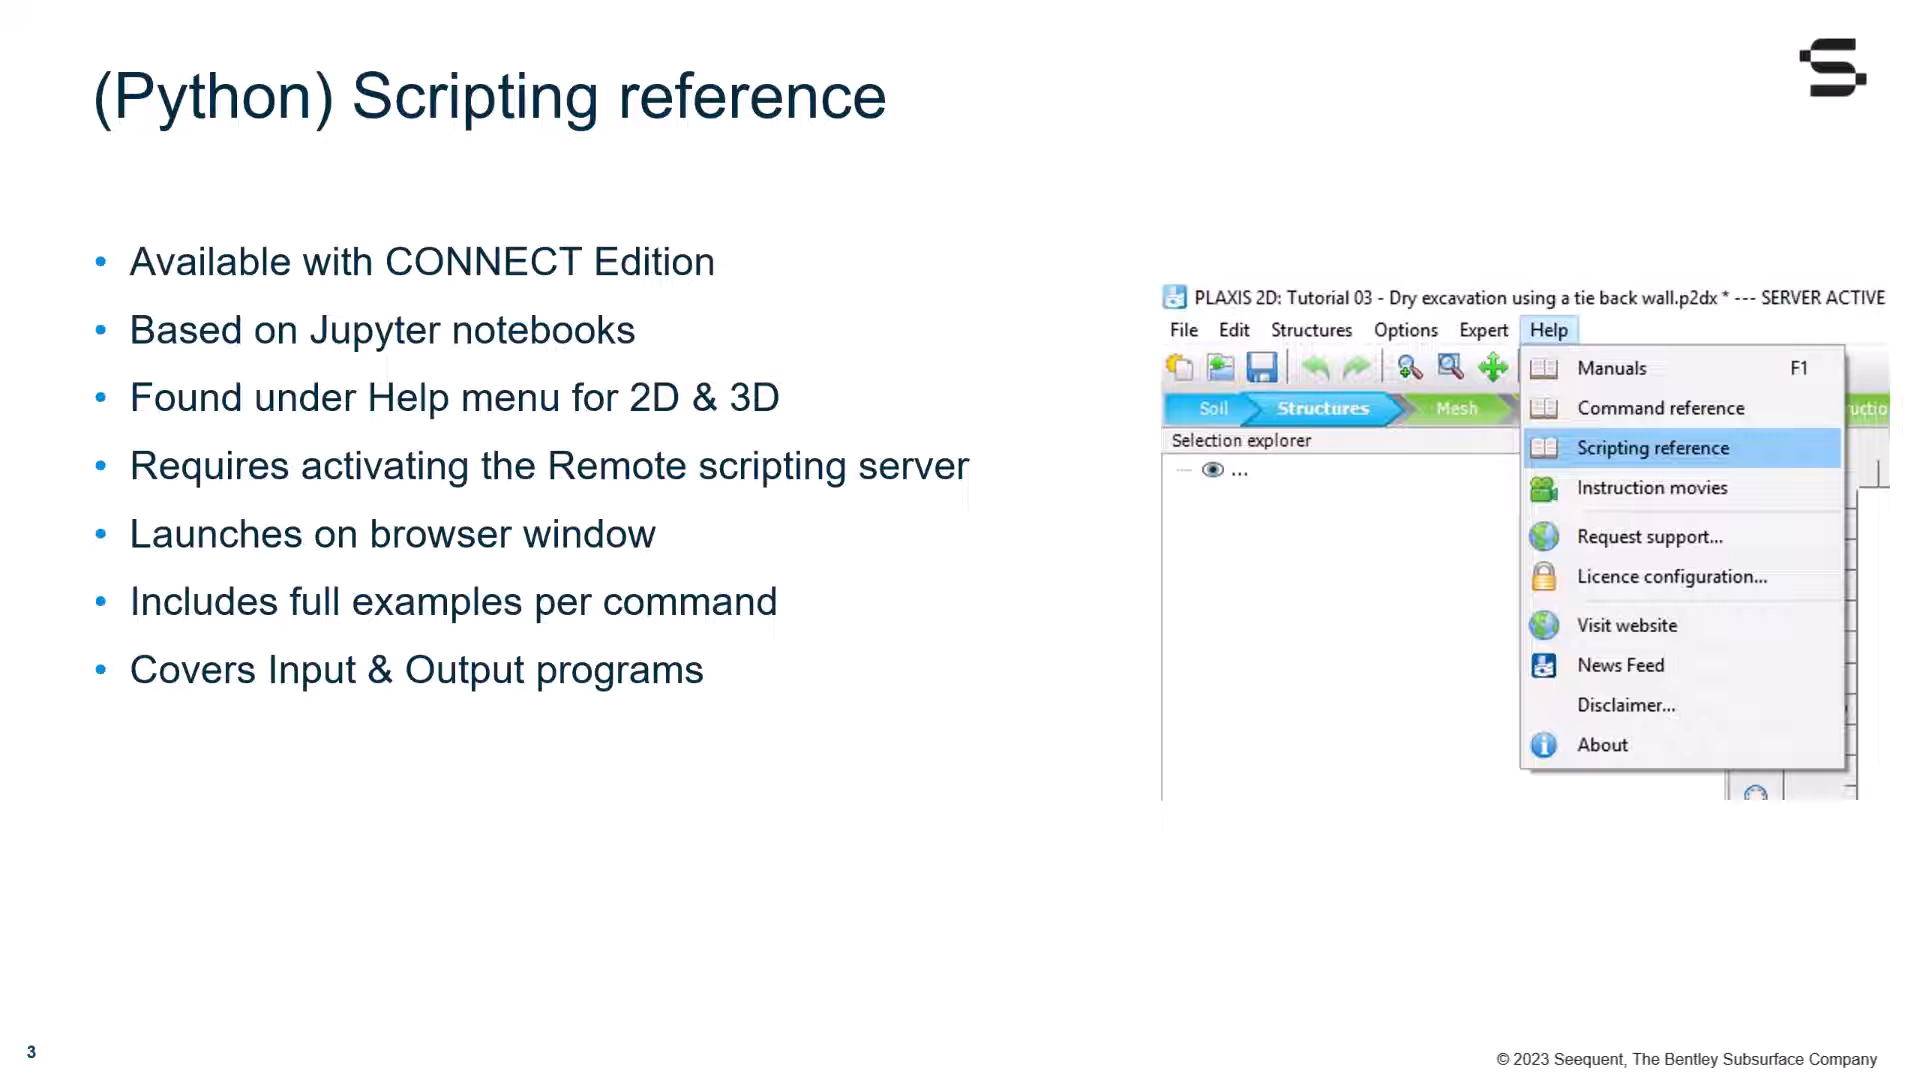 (Python) Scripting reference
• Available with CONNECT Edition
• Based on Jupyter notebooks
• Found under Help menu for 2D & 3D
• Requires activating the Remote scripting server
• Launches on browser window
• Includes full examples per command
• Covers Input & Output programs
PLAXIS 2D: Tutorial 03 - Dry excavation using a tie back wall.p2dx * --- SERVER ACTIVE
File Edit Structures Options Expert Help
Manuals F1
Soil Structures Mesh
Command reference
Selection explorer
Scripting reference
...
Instruction movies
Request support...
Licence configuration...
Visit website
News Feed
Disclaimer...
About
3
© 2023 Seequent, The Bentley Subsurface Company